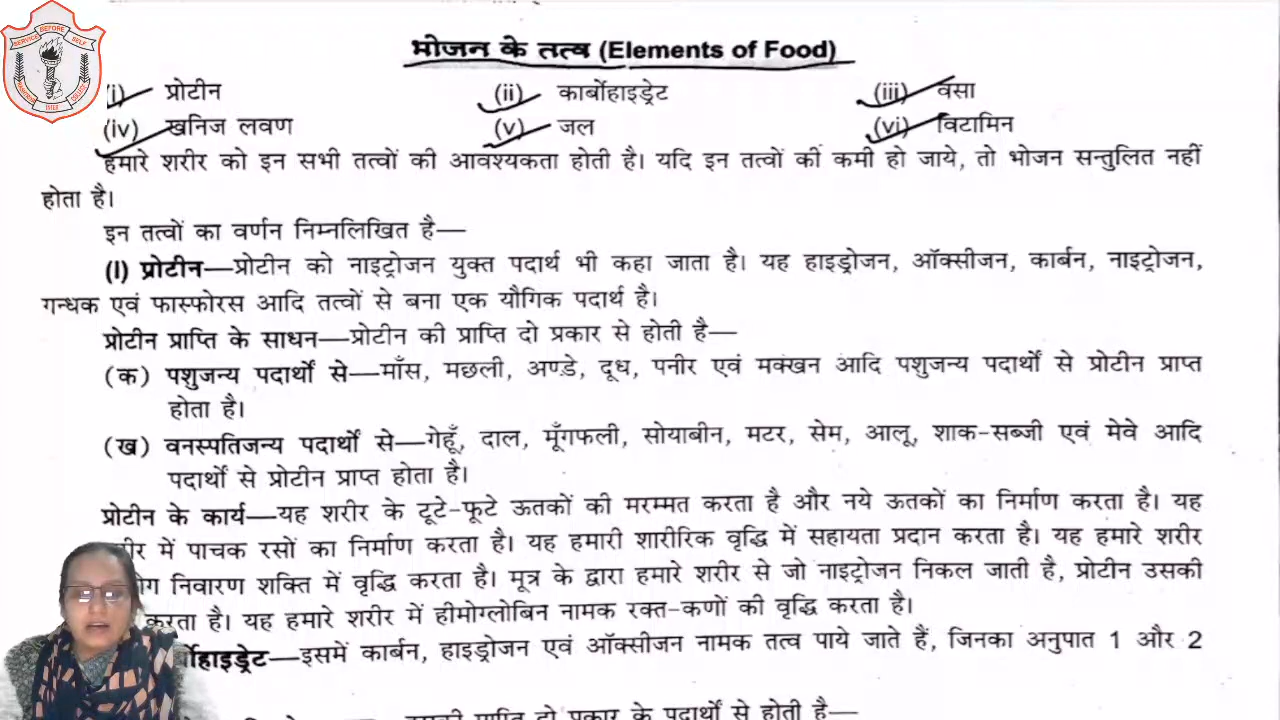 SERVICE BEFORE SELF
भोजन के तत्व (Elements of Food)
(i) प्रोटीन (ii) कार्बोहाइड्रेट (iii) वसा
(iv) खनिज लवण (v) जल (vi) विटामिन
हमारे शरीर को इन सभी तत्वों की आवश्यकता होती है। यदि इन तत्वों की कमी हो जाये, तो भोजन सन्तुलित नहीं
होता है।
इन तत्वों का वर्णन निम्नलिखित है—
(I) प्रोटीन—प्रोटीन को नाइट्रोजन युक्त पदार्थ भी कहा जाता है। यह हाइड्रोजन, ऑक्सीजन, कार्बन, नाइट्रोजन,
गन्धक एवं फास्फोरस आदि तत्वों से बना एक यौगिक पदार्थ है।
प्रोटीन प्राप्ति के साधन—प्रोटीन की प्राप्ति दो प्रकार से होती है—
(क) पशुजन्य पदार्थो से—माँस, मछली, अण्डे, दूध, पनीर एवं मक्खन आदि पशुजन्य पदार्थों से प्रोटीन प्राप्त
होता है।
(ख) वनस्पतिजन्य पदार्थो से—गेहूँ, दाल, मूँगफली, सोयाबीन, मटर, सेम, आलू, शाक-सब्जी एवं मेवे आदि
पदार्थों से प्रोटीन प्राप्त होता है।
प्रोटीन के कार्य—यह शरीर के टूटे-फूटे ऊतकों की मरम्मत करता है और नये ऊतकों का निर्माण करता है। यह
में पाचक रसों का निर्माण करता है। यह हमारी शारीरिक वृद्धि में सहायता प्रदान करता है। यह हमारे शरीर
निवारण शक्ति में वृद्धि करता है। मूत्र के द्वारा हमारे शरीर से जो नाइट्रोजन निकल जाती है, प्रोटीन उसकी
करता है। यह हमारे शरीर में हीमोग्लोबिन नामक रक्त-कणों की वृद्धि करता है।
इसमें कार्बन, हाइड्रोजन एवं ऑक्सीजन नामक तत्व पाये जाते हैं, जिनका अनुपात 1 और 2
दो प्रकार के पदार्थों से होती है—